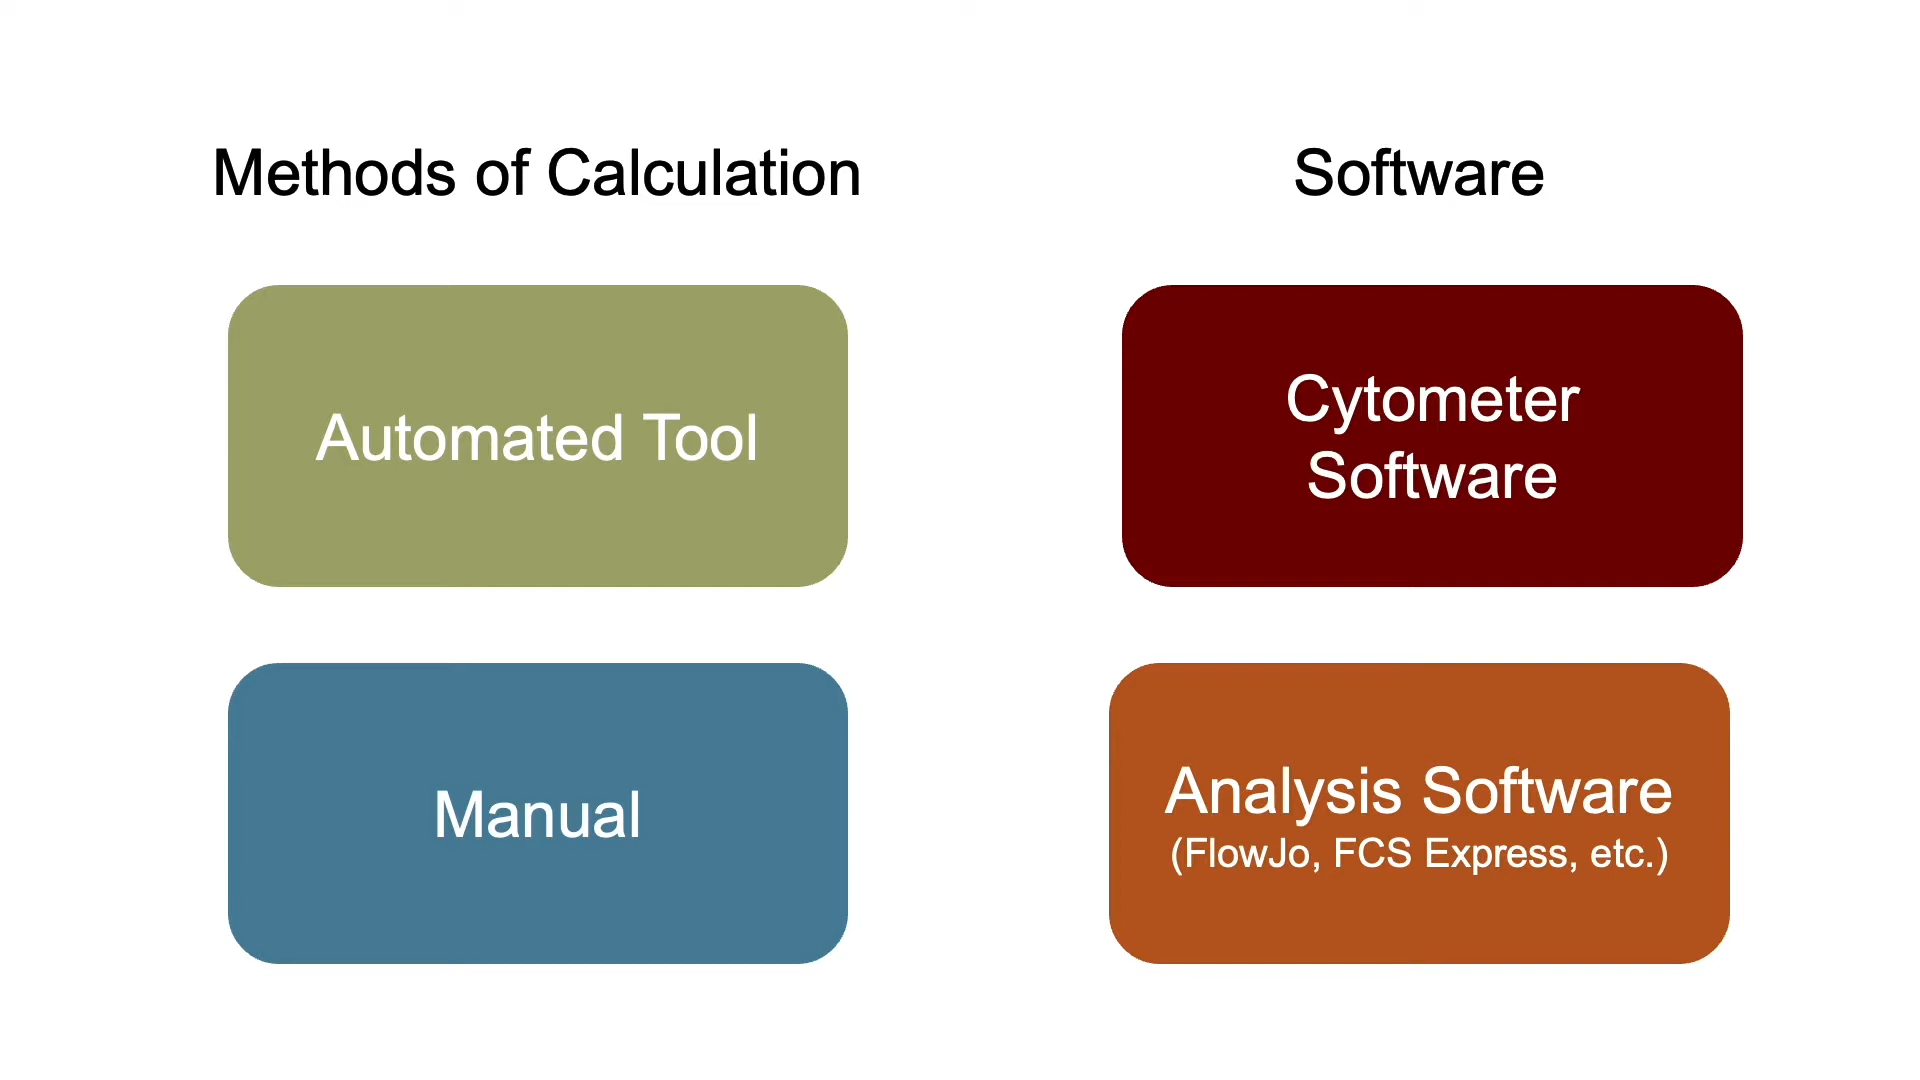 Methods of Calculation
Automated Tool
Manual
Software
Cytometer
Software
Analysis Software
(FlowJo, FCS Express, etc.)